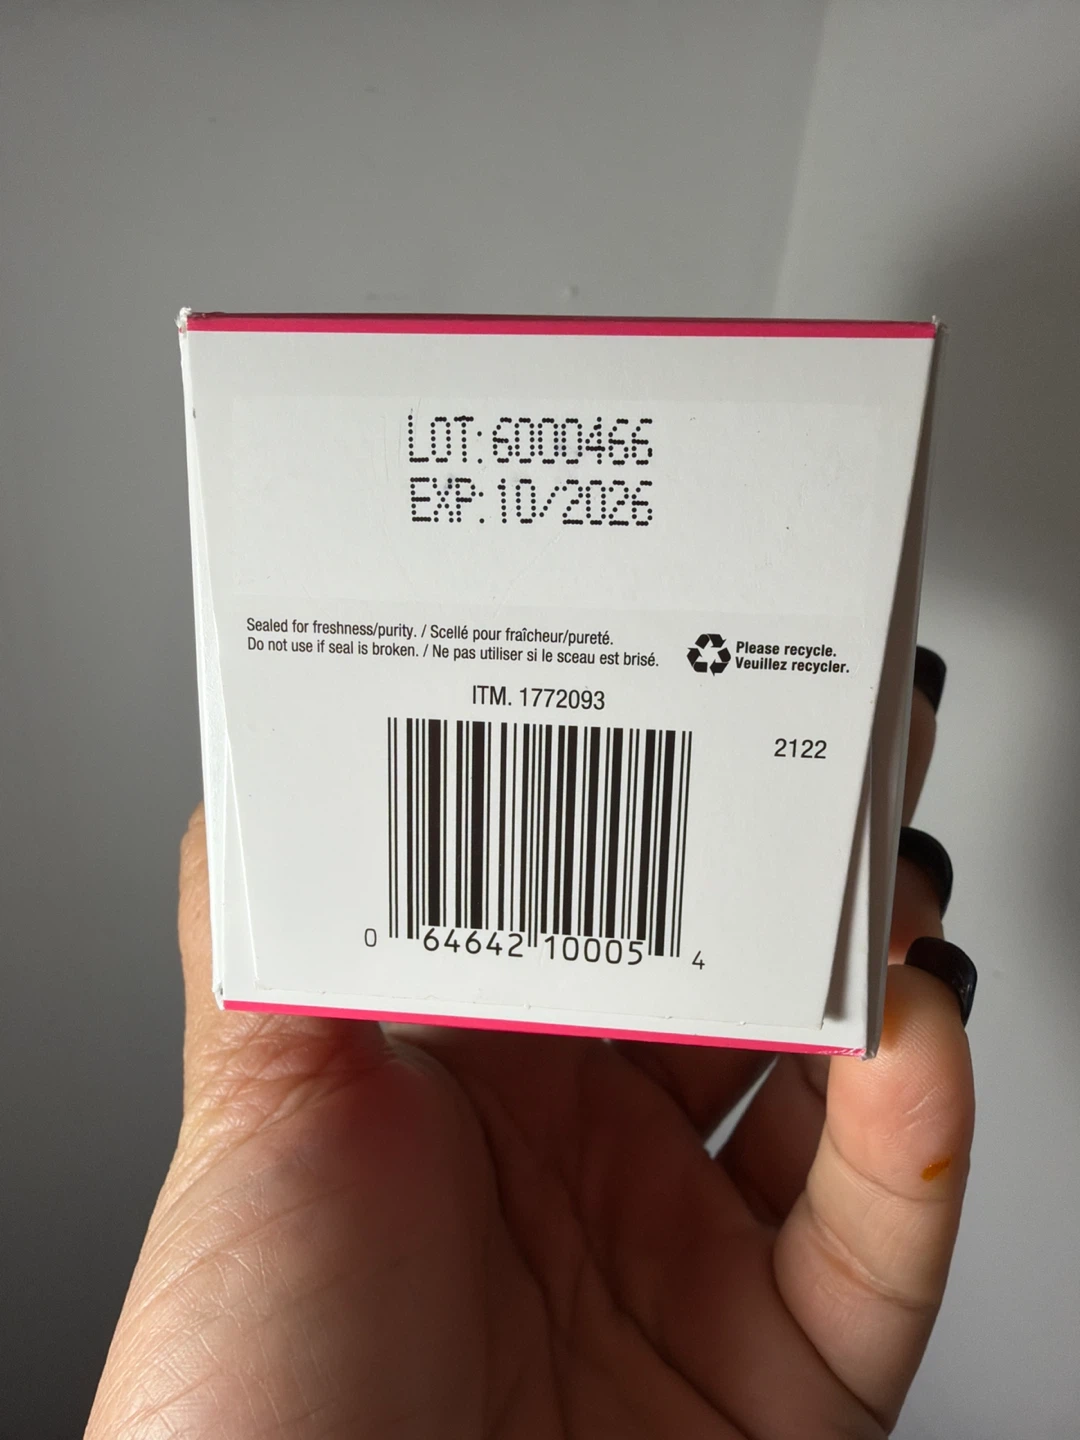 LOT:6000466
EXP:10/2026
Sealed for freshness/purity. / Scellé pour fraîcheur/pureté.
Do not use if seal is broken. / Ne pas utiliser si le sceau est brisé.
Please recycle.
Veuillez recycler.
ITM. 1772093
2122
0 64642 10005 4